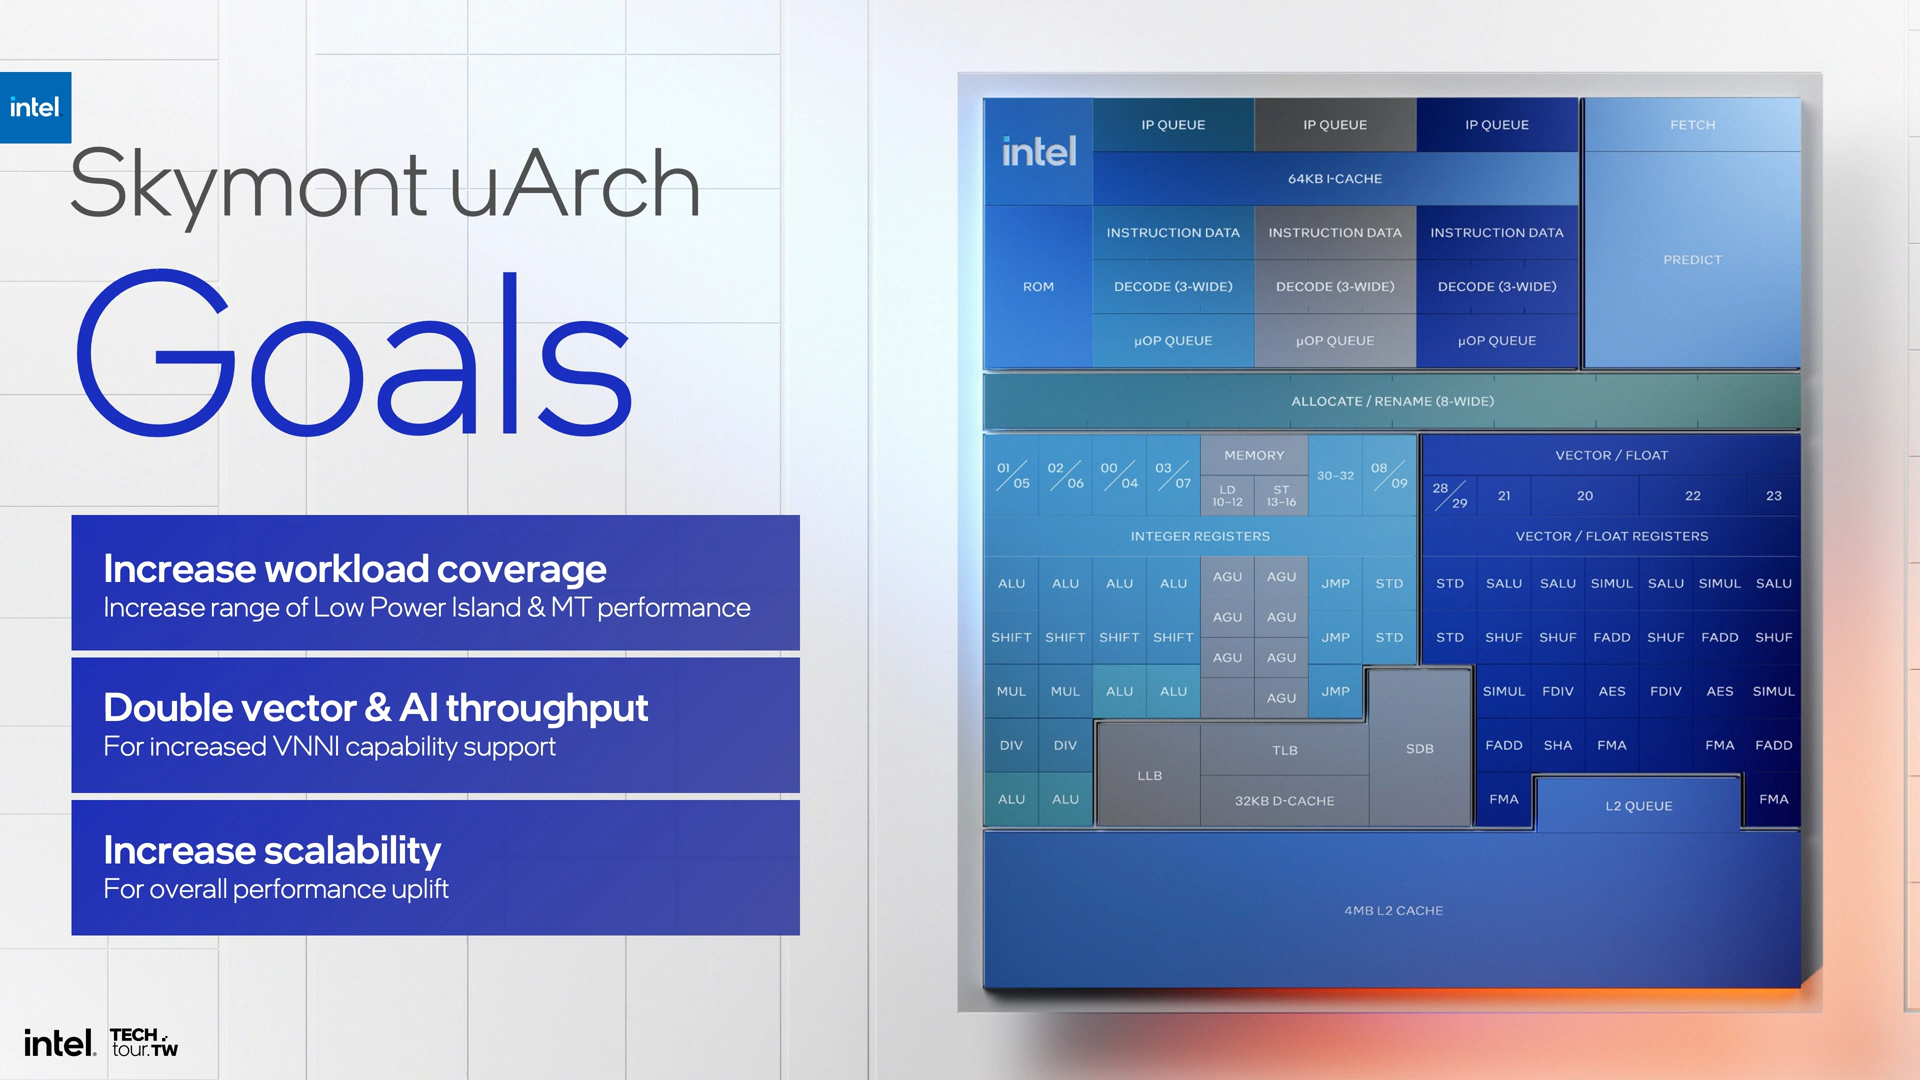 intel
Skymont uArch
Goals
Increase workload coverage
Increase range of Low Power Island & MT performance
Double vector & AI throughput
For increased VNNI capability support
Increase scalability
For overall performance uplift
intel. TECH tour.TW
intel
IP QUEUE IP QUEUE IP QUEUE FETCH
64KB I-CACHE
INSTRUCTION DATA INSTRUCTION DATA INSTRUCTION DATA
PREDICT
ROM DECODE (3-WIDE) DECODE (3-WIDE) DECODE (3-WIDE)
µOP QUEUE µOP QUEUE µOP QUEUE
ALLOCATE / RENAME (8-WIDE)
MEMORY VECTOR / FLOAT
01/05 02/06 00/04 03/07 LD 10-12 ST 13-16 30-32 08/09 28/29 21 20 22 23
INTEGER REGISTERS VECTOR / FLOAT REGISTERS
ALU ALU ALU ALU AGU AGU JMP STD STD SALU SALU SIMUL SALU SIMUL SALU
AGU AGU
SHIFT SHIFT SHIFT SHIFT JMP STD STD SHUF SHUF FADD SHUF FADD SHUF
AGU AGU
MUL MUL ALU ALU AGU JMP SIMUL FDIV AES FDIV AES SIMUL
DIV DIV TLB SDB FADD SHA FMA FMA FADD
LLB
ALU ALU 32KB D-CACHE FMA L2 QUEUE FMA
4MB L2 CACHE